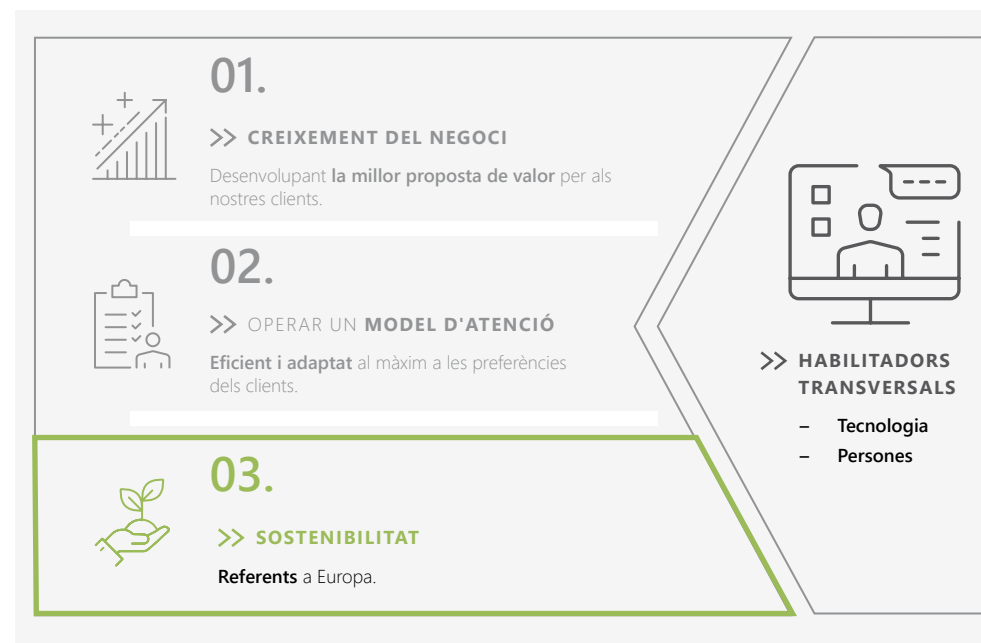 01.
>> CREIXEMENT DEL NEGOCI
Desenvolupant la millor proposta de valor per als
nostres clients.
02.
>> OPERAR UN MODEL D'ATENCIÓ
Eficient i adaptat al màxim a les preferències
dels clients.
03.
>> SOSTENIBILITAT
Referents a Europa.
>> HABILITADORS
TRANSVERSALS
– Tecnologia
– Persones